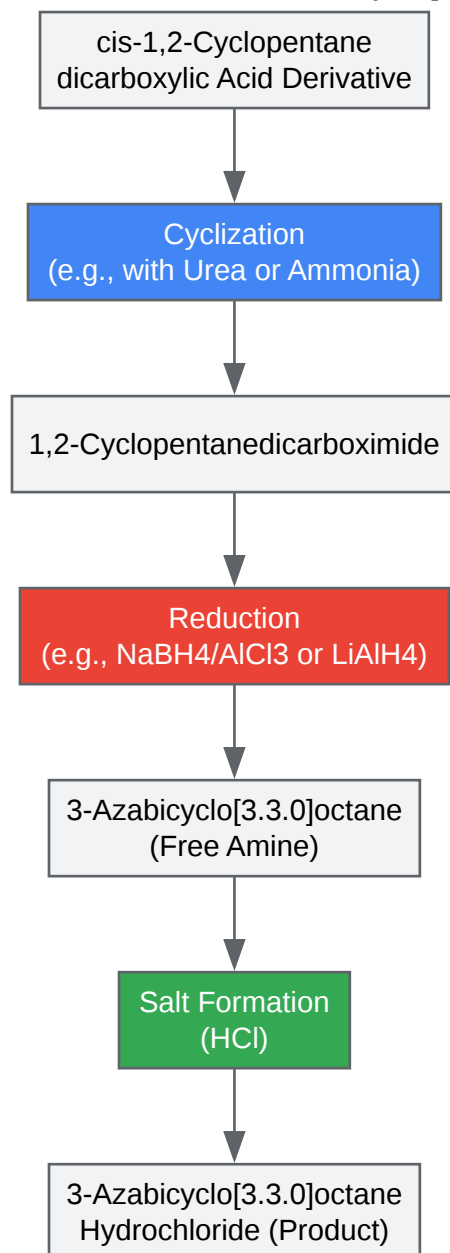 cis-1,2-Cyclopentane
dicarboxylic Acid Derivative
Cyclization
(e.g., with Urea or Ammonia)
1,2-Cyclopentanedicarboximide
Reduction
(e.g., NaBH4/AlCl3 or LiAlH4)
3-Azabicyclo[3.3.0]octane
(Free Amine)
Salt Formation
(HCl)
3-Azabicyclo[3.3.0]octane
Hydrochloride (Product)